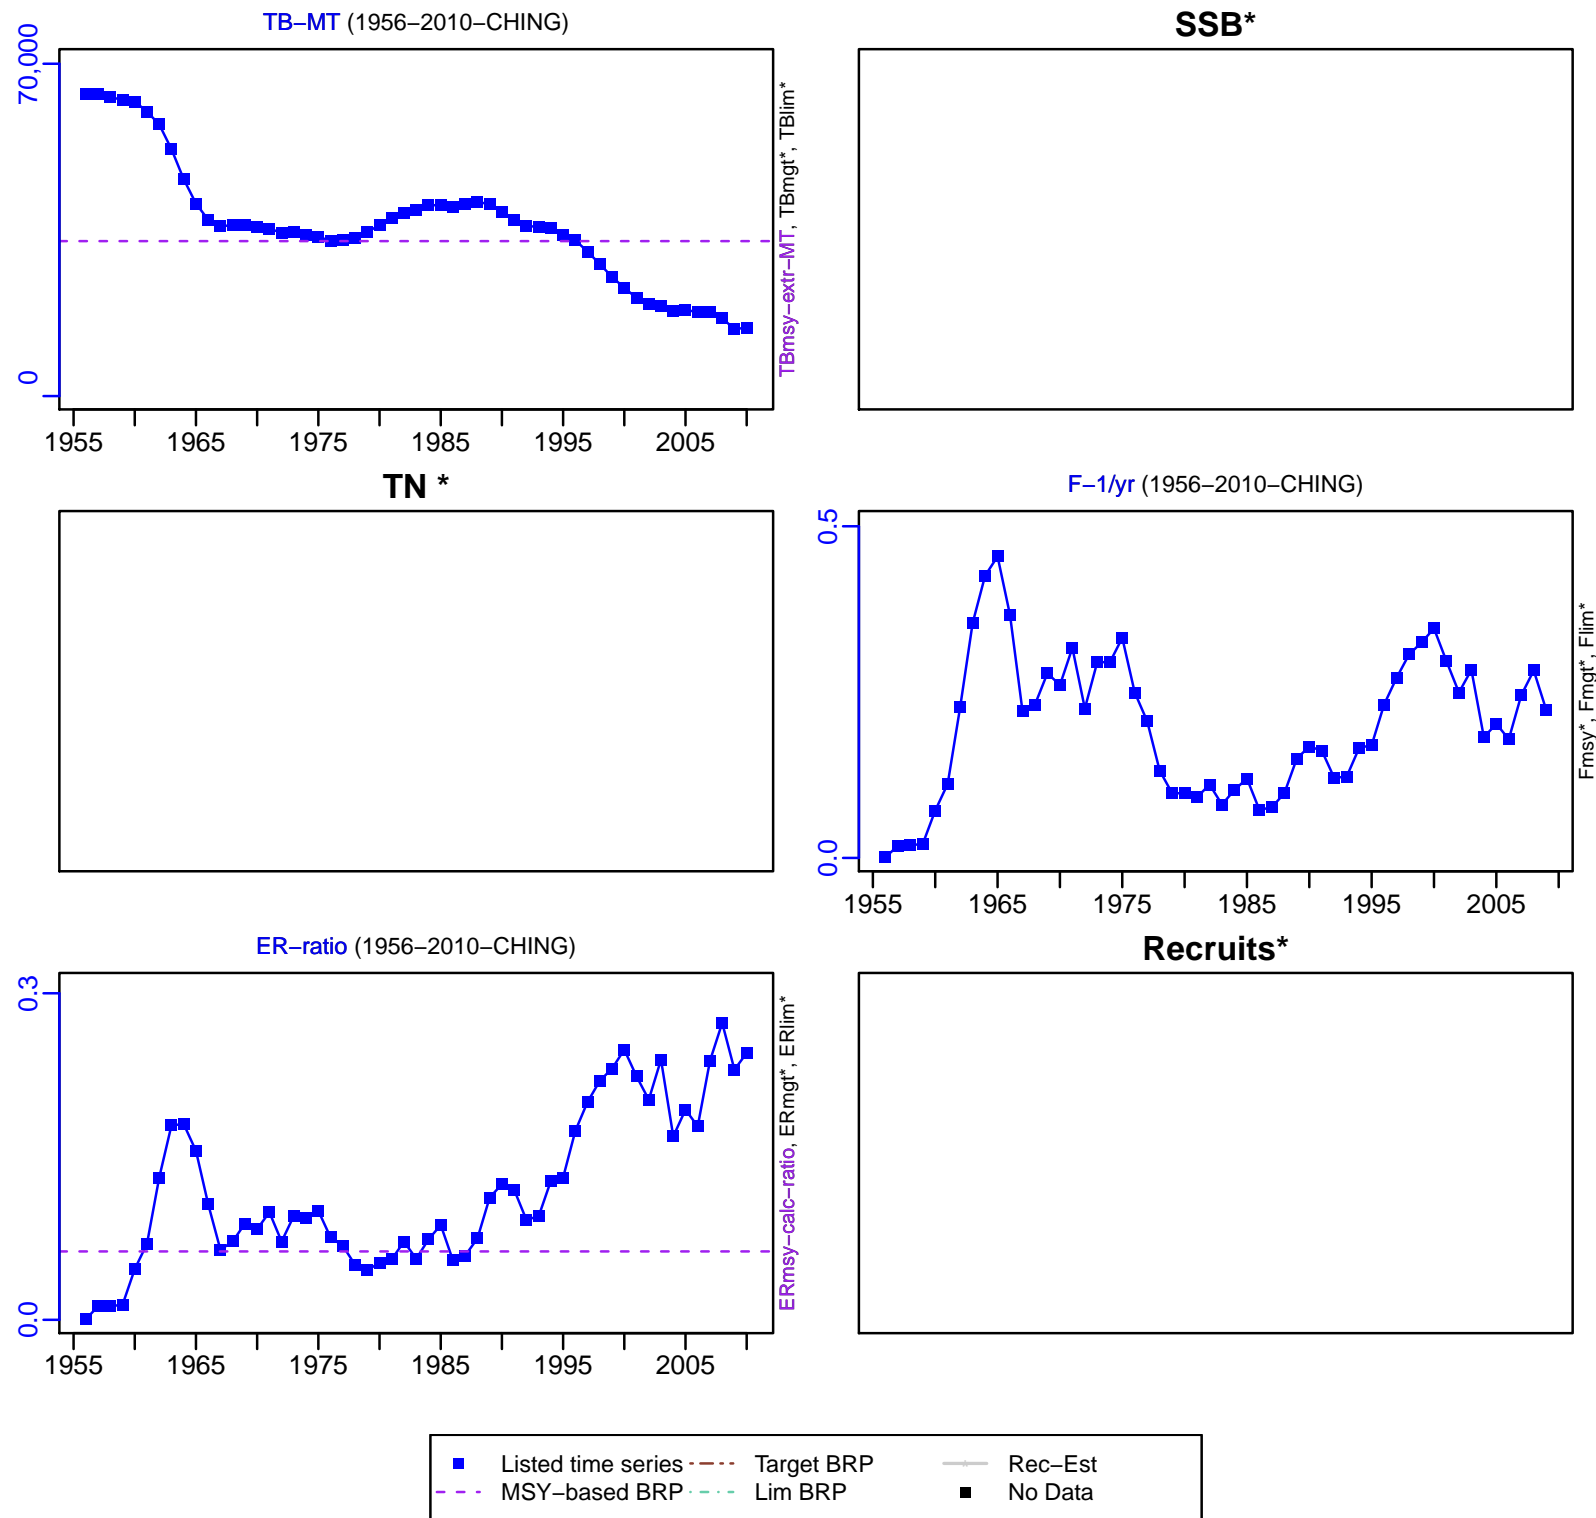 TB−MT (1956−2010−CHING)
70,000
0
TBmsy−extr−MT, TBmgt*, TBlim*
1955 1965 1975 1985 1995 2005
SSB*
TN *
F−1/yr (1956−2010−CHING)
0.5
0.0
Fmsy*, Fmgt*, Flim*
1955 1965 1975 1985 1995 2005
ER−ratio (1956−2010−CHING)
0.3
0.0
ERmsy−calc−ratio, ERmgt*, ERlim*
1955 1965 1975 1985 1995 2005
Recruits*
Listed time series Target BRP Rec−Est
MSY−based BRP Lim BRP No Data